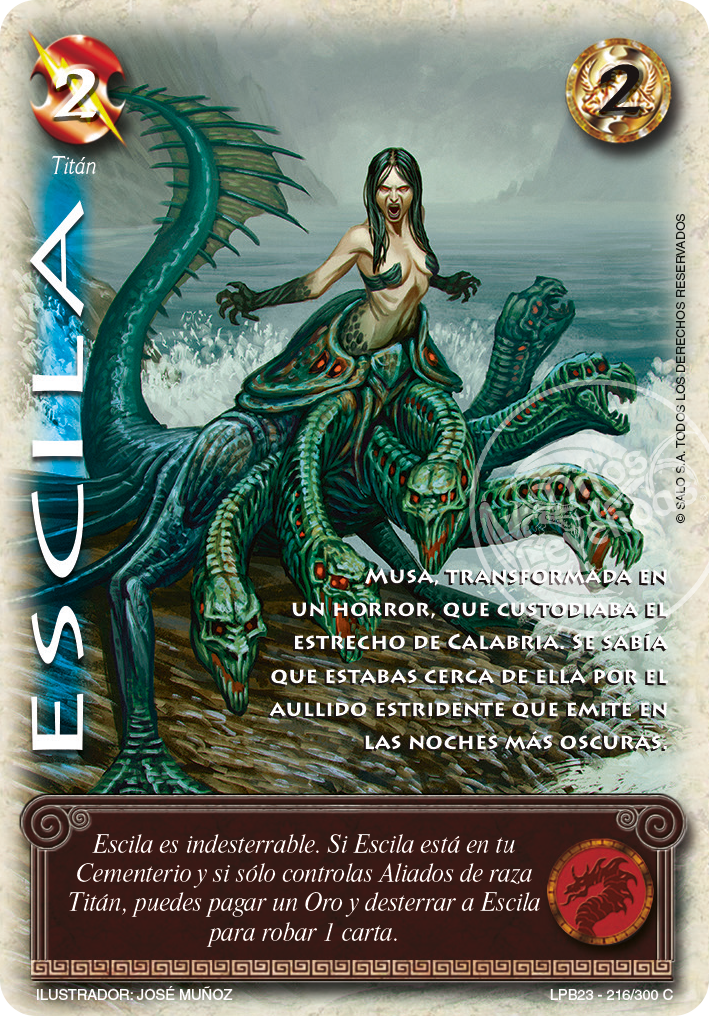 2
2
Titán
ESCILA
© SALO S.A. TODOS LOS DERECHOS RESERVADOS
Musa, transformada en
un horror, que custodiaba el
estrecho de Calabria. Se sabía
que estabas cerca de ella por el
aullido estridente que emite en
las noches más oscuras.
Escila es indesterrable. Si Escila está en tu
Cementerio y si sólo controlas Aliados de raza
Titán, puedes pagar un Oro y desterrar a Escila
para robar 1 carta.
ILUSTRADOR: JOSÉ MUÑOZ
LPB23 - 216/300 C